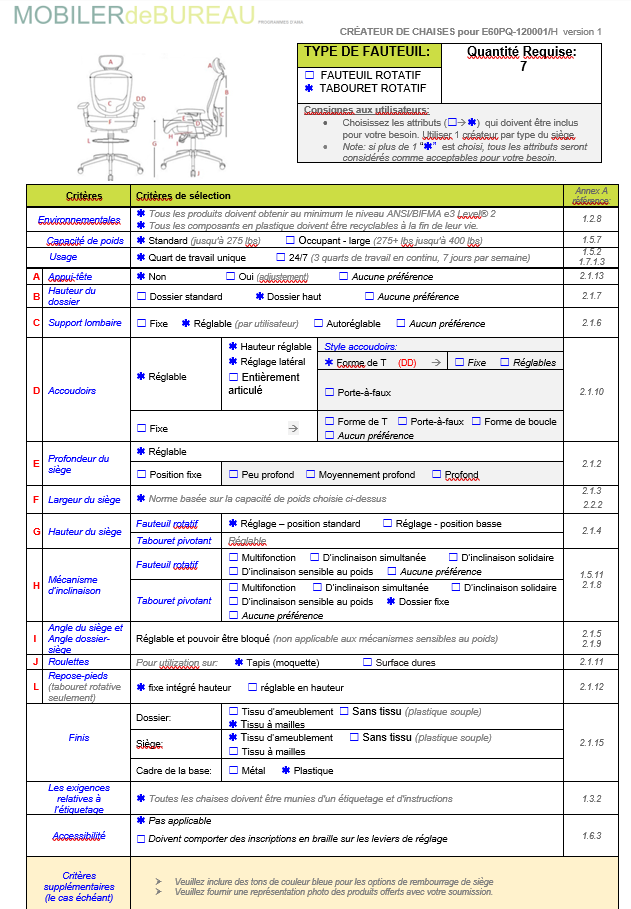 MOBILERdeBUREAU PROGRAMMES D'AMA
CRÉATEUR DE CHAISES pour E60PQ-120001/H version 1
TYPE DE FAUTEUIL:
☐ FAUTEUIL ROTATIF
✱ TABOURET ROTATIF
Quantité Requise:
7
Consignes aux utilisateurs:
• Choisissez les attributs (☐→✱) qui doivent être inclus
pour votre besoin. Utiliser 1 créateur par type du siège
• Note: si plus de 1 "✱" est choisi, tous les attributs seront
considérés comme acceptables pour votre besoin.
Critères Critères de sélection Annex A
référence:
Environnementales
✱ Tous les produits doivent obtenir au minimum le niveau ANSI/BIFMA e3 Level® 2
✱ Tous les composants en plastique doivent être recyclables à la fin de leur vie.
1.2.8
Capacité de poids ✱ Standard (jusqu'à 275 lbs) ☐ Occupant - large (275+ lbs jusqu'à 400 lbs) 1.5.7
Usage ✱ Quart de travail unique ☐ 24/7 (3 quarts de travail en continu, 7 jours par semaine) 1.5.2
1.7.1.3
A Appui-tête ✱ Non ☐ Oui (adjustement) ☐ Aucune préférence 2.1.13
B Hauteur du
dossier
☐ Dossier standard ✱ Dossier haut ☐ Aucune préférence 2.1.7
C Support lombaire ☐ Fixe ✱ Réglable (par utilisateur) ☐ Autoréglable ☐ Aucun préférence 2.1.6
D Accoudoirs
✱ Réglable
✱ Hauteur réglable
✱ Réglage latéral
☐ Entièrement
articulé
Style accoudoirs:
✱ Forme de T (DD) → ☐ Fixe ☐ Réglables
☐ Porte-à-faux
☐ Fixe →
☐ Forme de T ☐ Porte-à-faux ☐ Forme de boucle
☐ Aucun préférence
2.1.10
E Profondeur du
siège
✱ Réglable
☐ Position fixe ☐ Peu profond ☐ Moyennement profond ☐ Profond
2.1.2
F Largeur du siège ✱ Norme basée sur la capacité de poids choisie ci-dessus 2.1.3
2.2.2
G Hauteur du siège
Fauteuil rotatif ✱ Réglage – position standard ☐ Réglage - position basse
Tabouret pivotant Réglable
2.1.4
H Mécanisme
d'inclinaison
Fauteuil rotatif
☐ Multifonction ☐ D'inclinaison simultanée ☐ D'inclinaison solidaire
☐ D'inclinaison sensible au poids ☐ Aucune préférence
Tabouret pivotant
☐ Multifonction ☐ D'inclinaison simultanée ☐ D'inclinaison solidaire
☐ D'inclinaison sensible au poids ✱ Dossier fixe
☐ Aucune préférence
1.5.11
2.1.8
I Angle du siège et
Angle dossier-
siège
Réglable et pouvoir être bloqué (non applicable aux mécanismes sensibles au poids)
2.1.5
2.1.9
J Roulettes Pour utilization sur: ✱ Tapis (moquette) ☐ Surface dures 2.1.11
L Repose-pieds
(tabouret rotative
seulement)
✱ fixe intégré hauteur ☐ réglable en hauteur 2.1.12
Finis
Dossier:
☐ Tissu d'ameublement ☐ Sans tissu (plastique souple)
✱ Tissu à mailles
Siège:
✱ Tissu d'ameublement ☐ Sans tissu (plastique souple)
☐ Tissu à mailles
Cadre de la base: ☐ Métal ✱ Plastique
2.1.15
Les exigences
relatives à
l'étiquetage
✱ Toutes les chaises doivent être munies d'un étiquetage et d'instructions 1.3.2
Accessibilité
✱ Pas applicable
☐ Doivent comporter des inscriptions en braille sur les leviers de réglage
1.6.3
Critères
supplémentaires
(le cas échéant)
➢ Veuillez inclure des tons de couleur bleue pour les options de rembourrage de siège
➢ Veuillez fournir une représentation photo des produits offerts avec votre soumission.